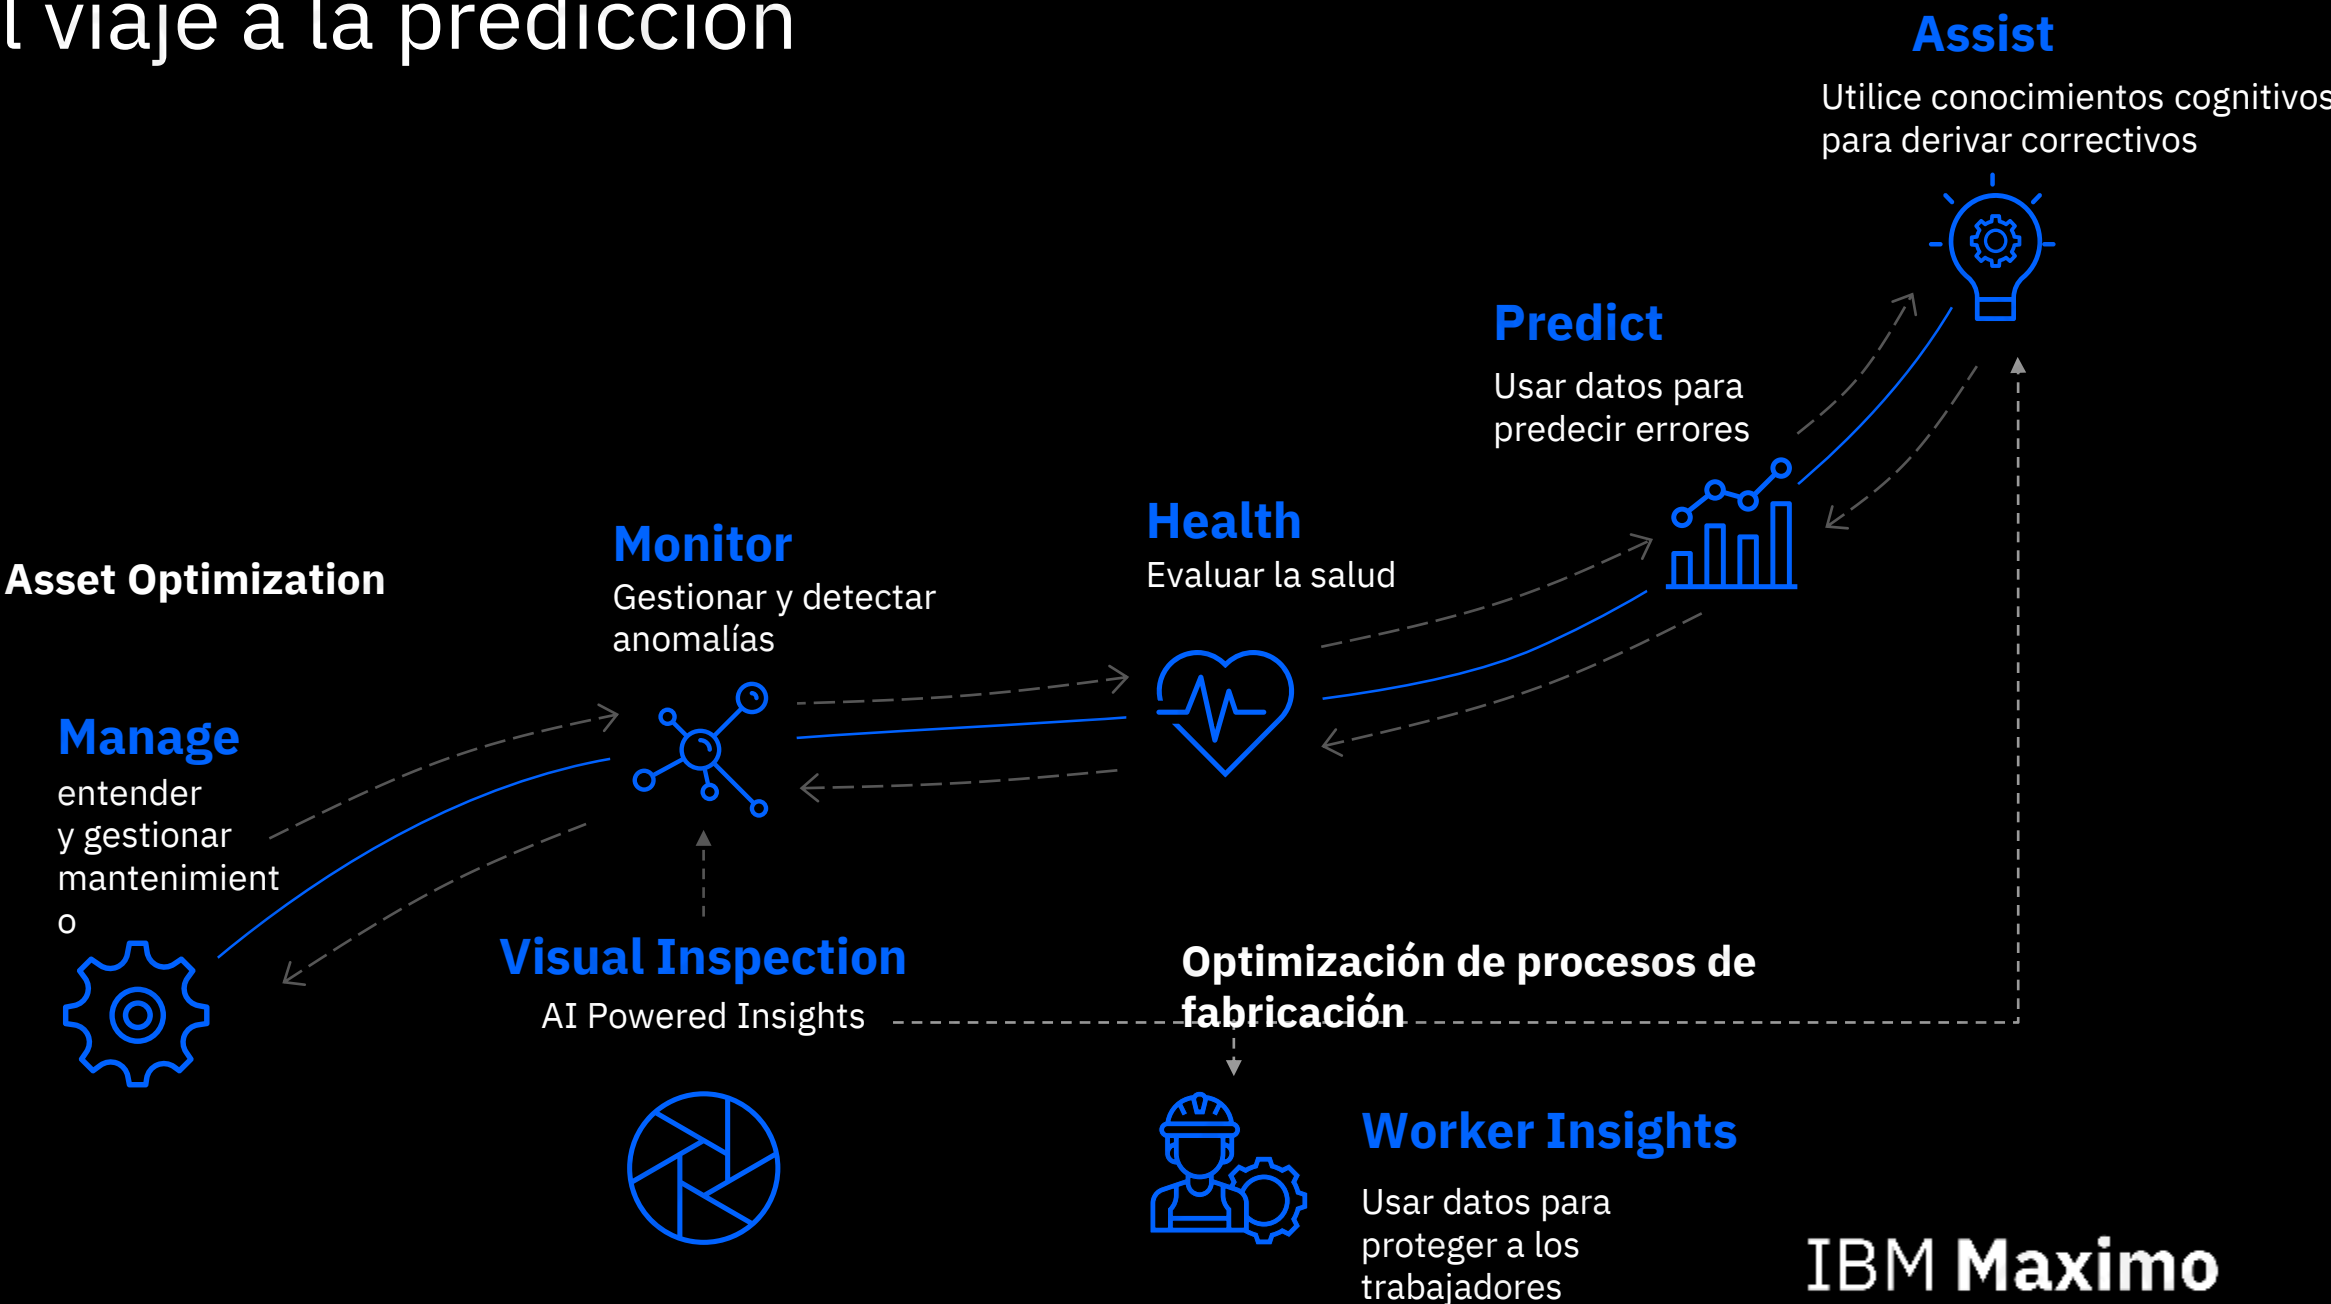 l viaje a la predicción
Assist
Utilice conocimientos cognitivos
para derivar correctivos
Predict
Usar datos para
predecir errores
Health
Evaluar la salud
Monitor
Gestionar y detectar
anomalías
Asset Optimization
Manage
entender
y gestionar
mantenimient
o
Visual Inspection
AI Powered Insights
Optimización de procesos de
fabricación
Worker Insights
Usar datos para
proteger a los
trabajadores
IBM Maximo